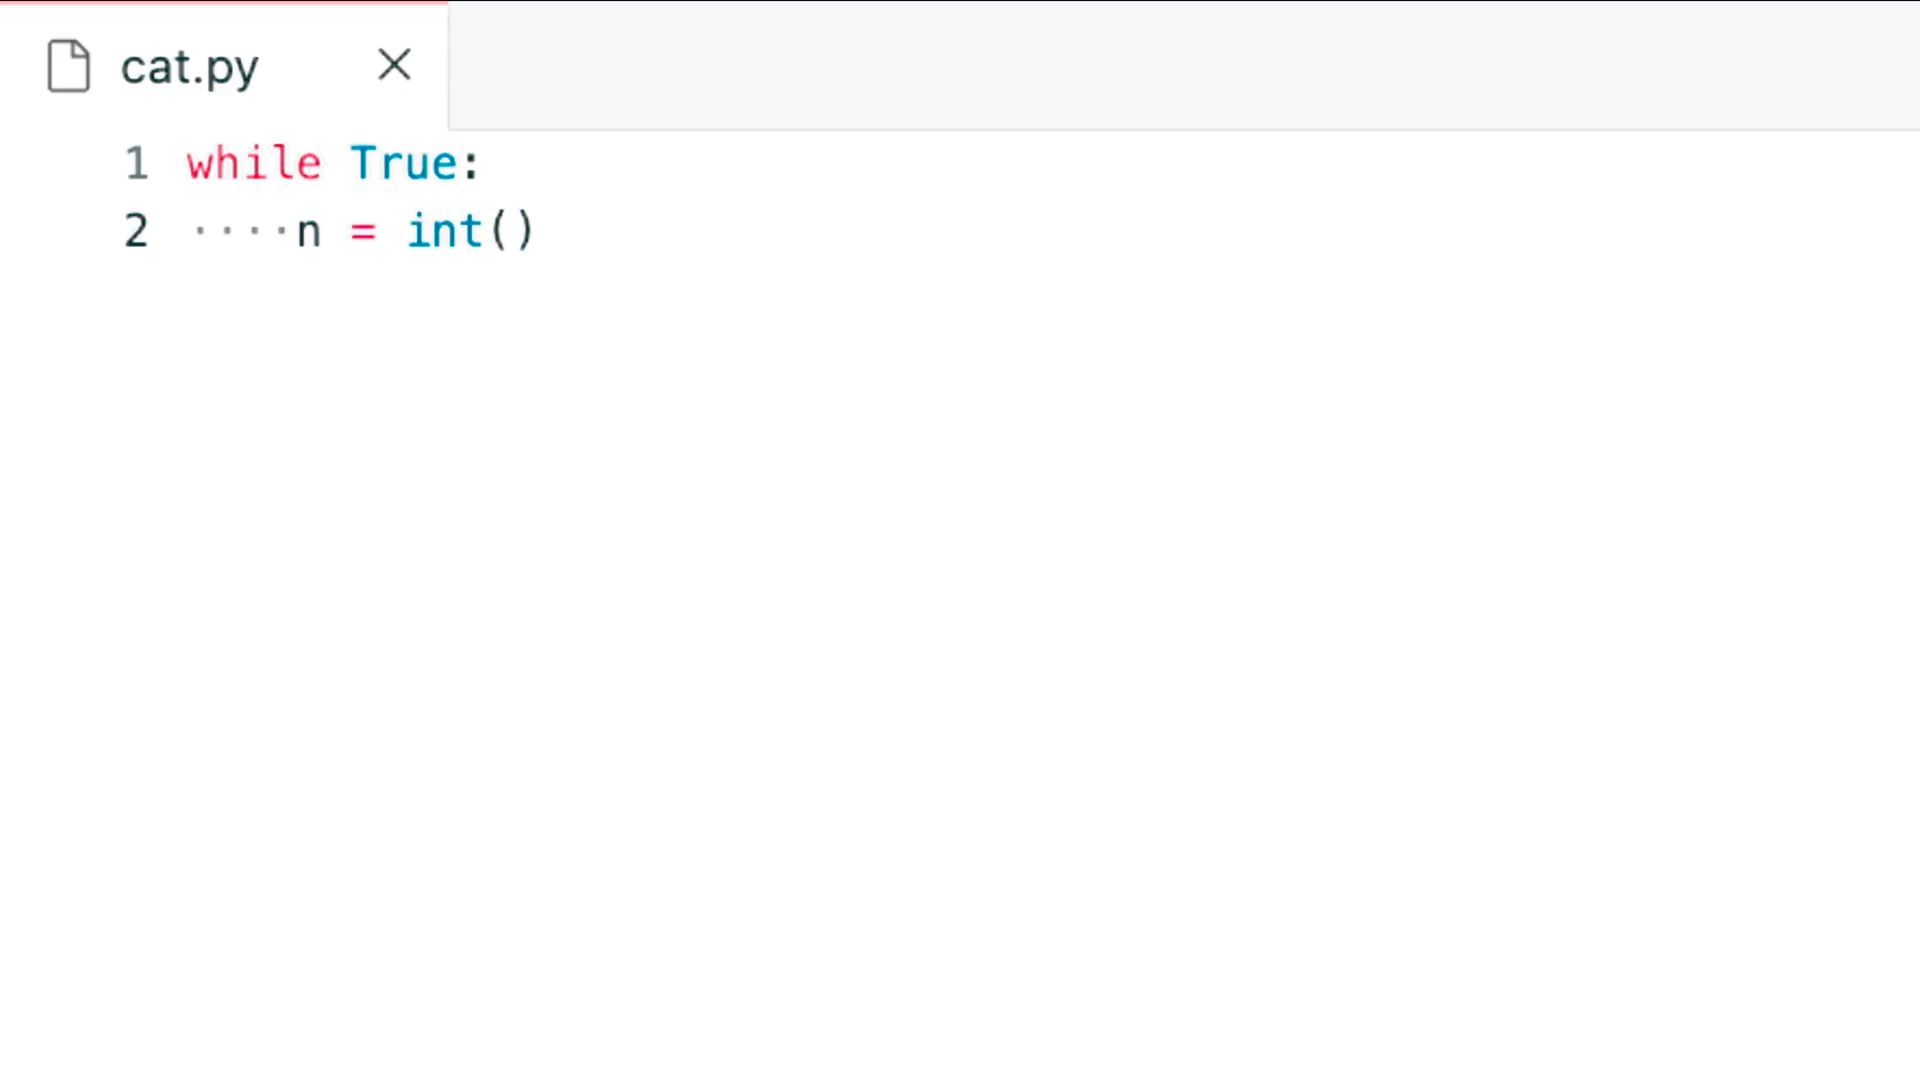 cat.py
1 while True:
2 ····n = int()